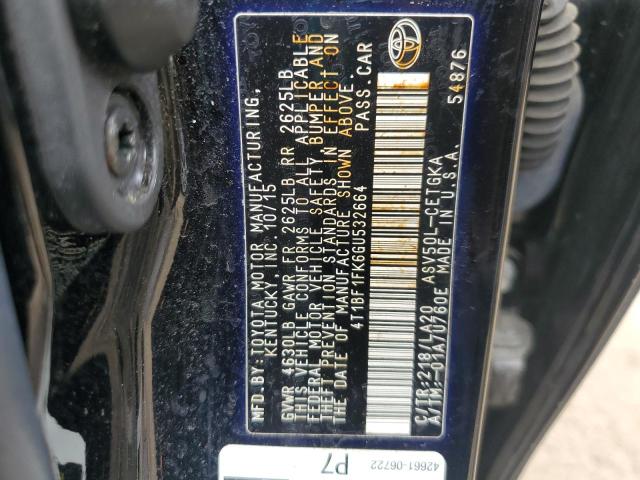 MFD.BY:TOYOTA MOTOR MANUFACTURING,
KENTUCKY, INC. 10/15
GVWR 4630LB GAWR FR 2625LB RR 2625LB
THIS VEHICLE CONFORMS TO ALL APPLICABLE
FEDERAL MOTOR VEHICLE SAFETY, BUMPER, AND
THEFT PREVENTION STANDARDS IN EFFECT ON
THE DATE OF MANUFACTURE SHOWN ABOVE.
4T1BF1FK6GU532664 PASS.CAR
C/TR:218/LA20 ASV50L-CETGKA
A/TM:-01A/U760E MADE IN U.S.A.
54876
P7
42661-06722